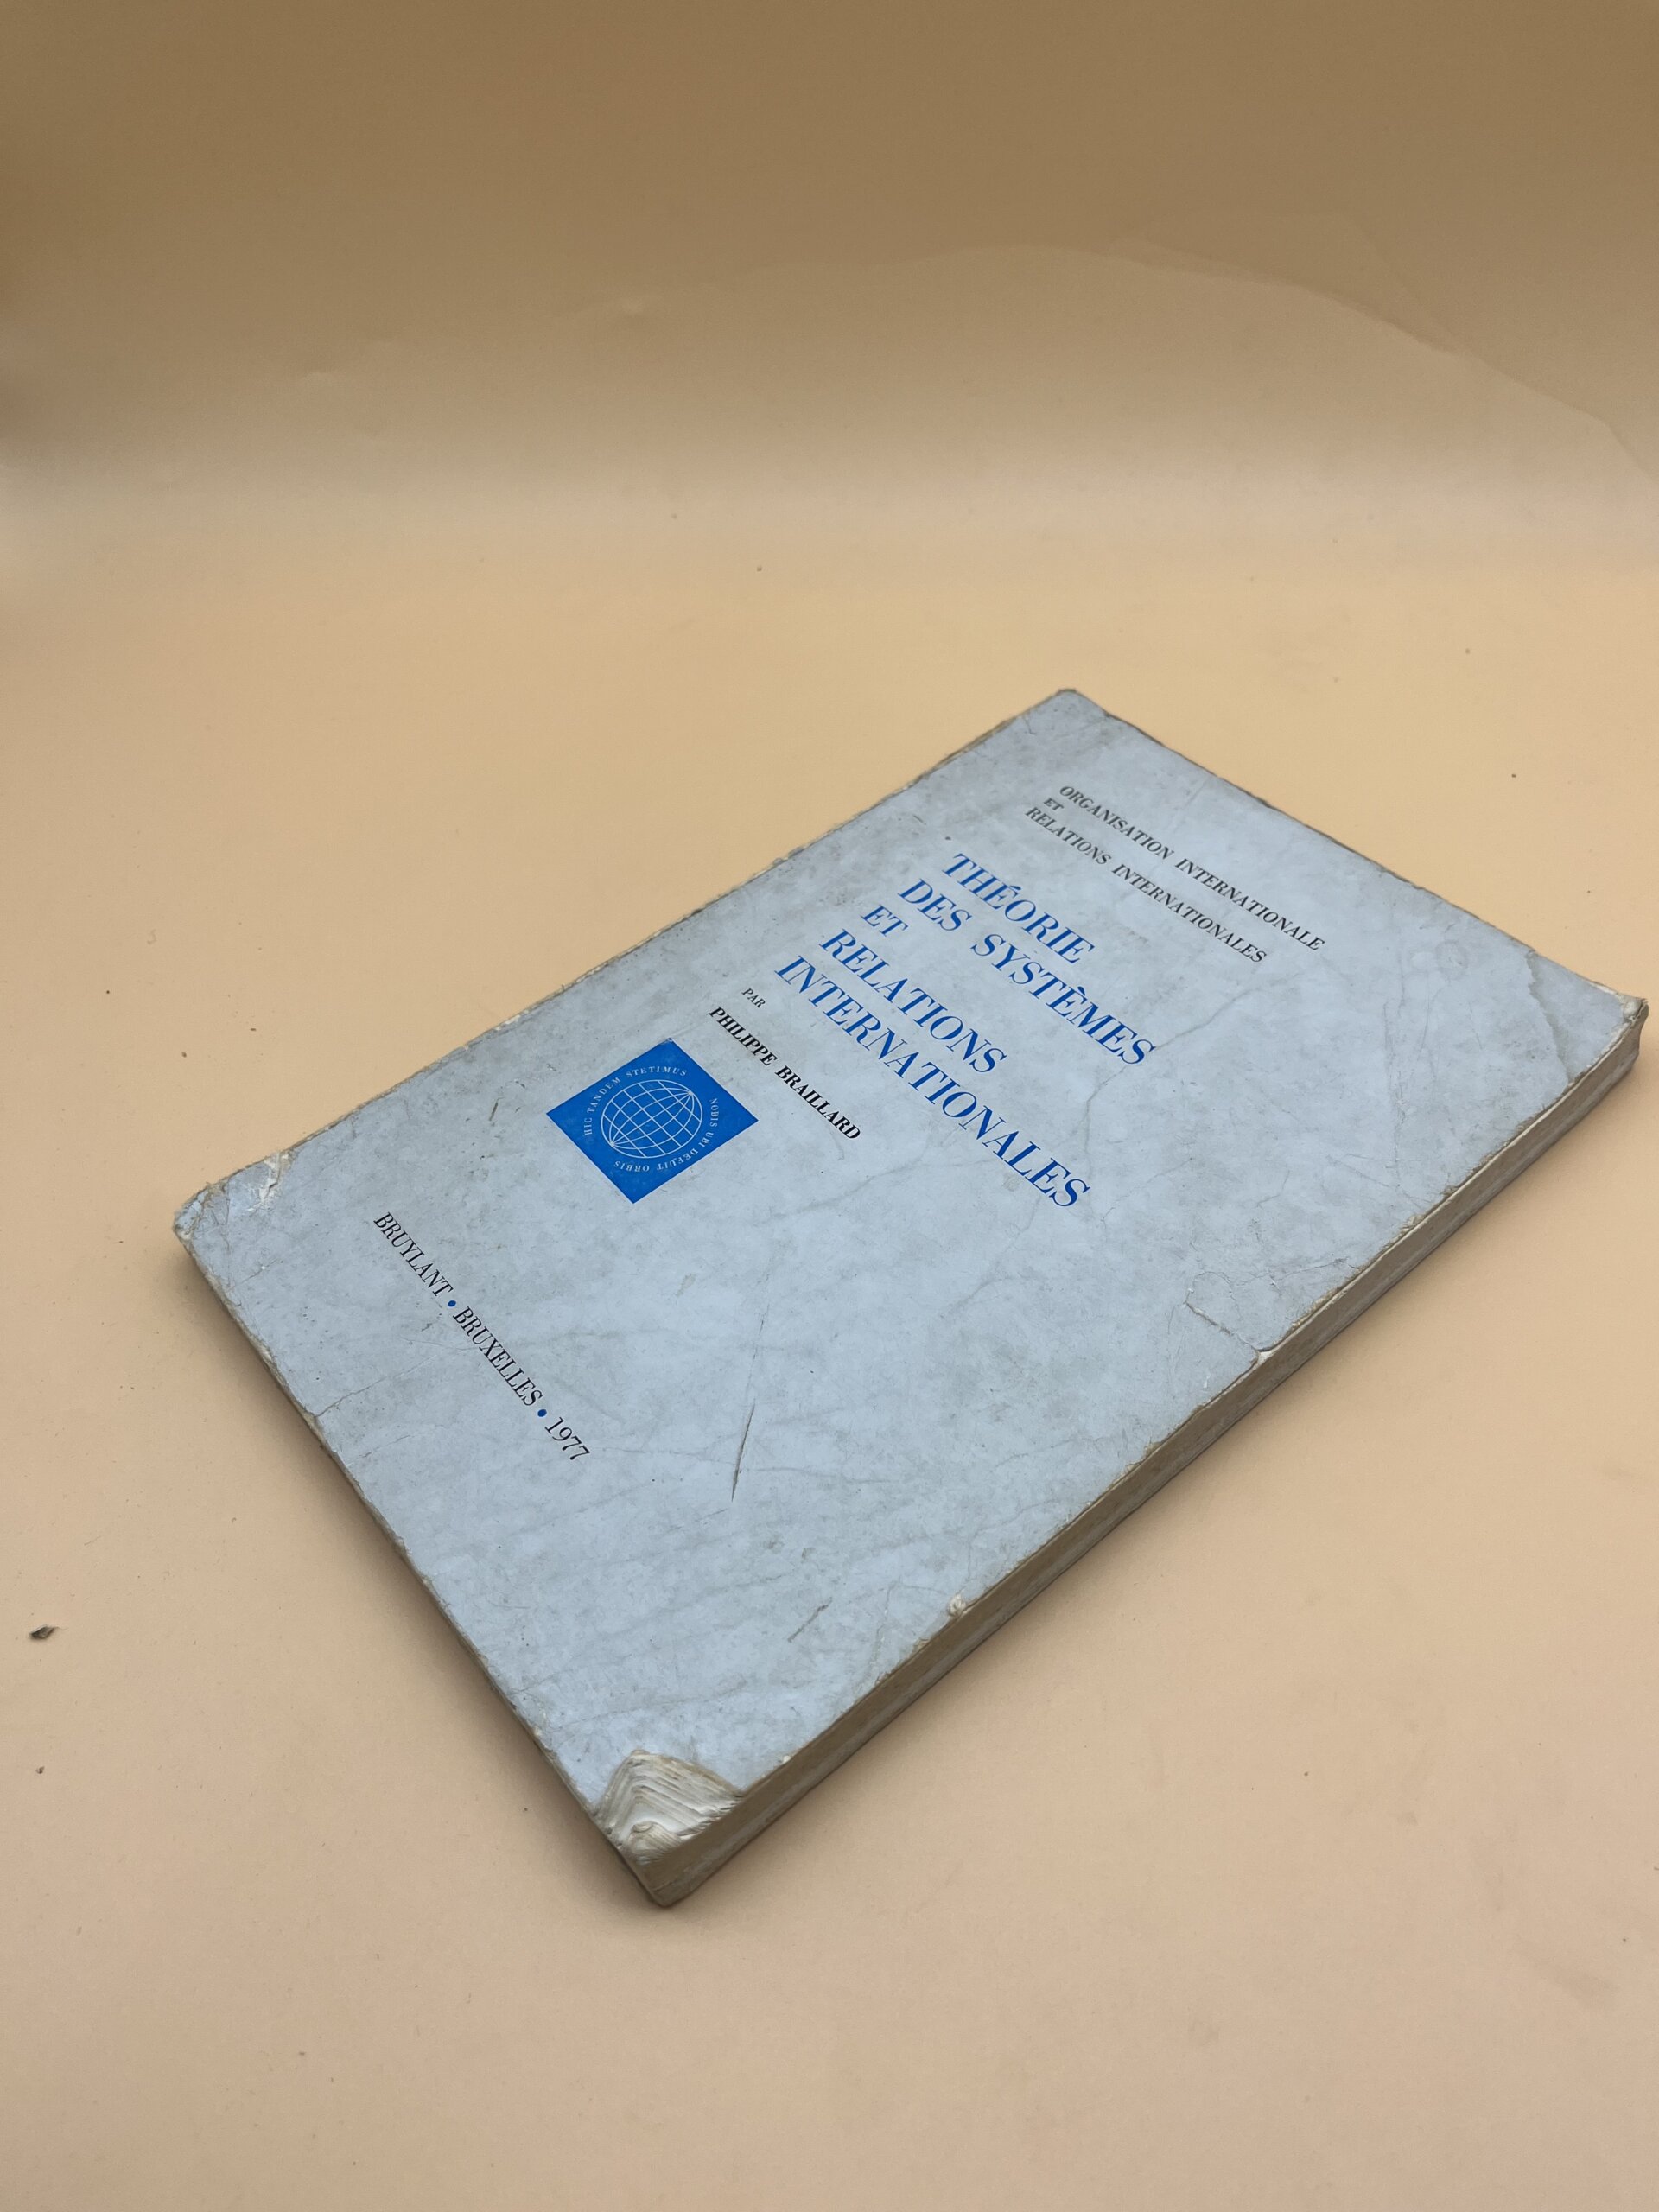 ORGANISATION INTERNATIONALE
ET
RELATIONS INTERNATIONALES
THÉORIE
DES SYSTÈMES
ET
RELATIONS
INTERNATIONALES
PAR
PHILIPPE BRAILLARD
HIC TANDEM STETIMUS NOBIS UBI DEFUIT ORBIS
BRUYLANT • BRUXELLES • 1977